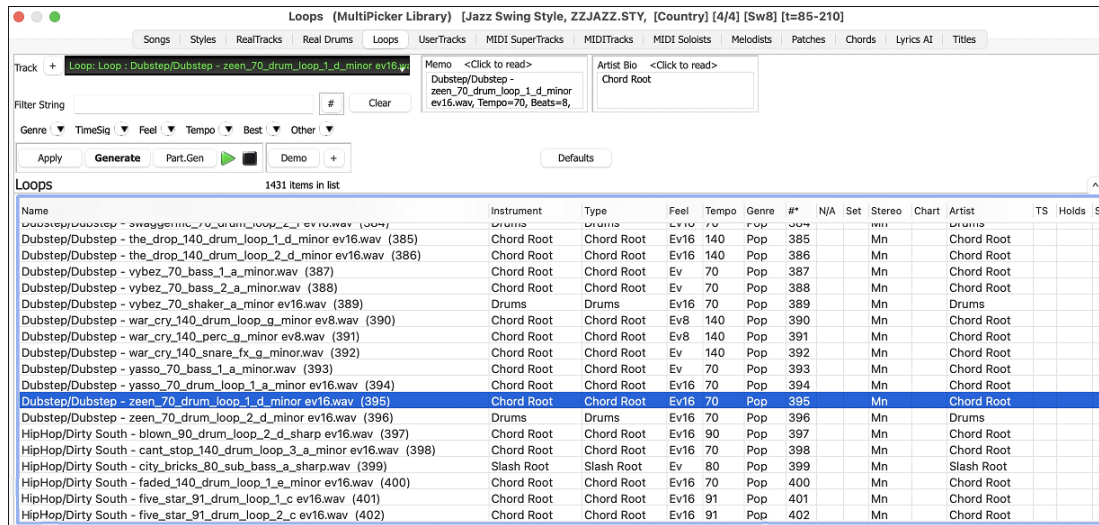 Loops (MultiPicker Library) [Jazz Swing Style, ZZJAZZ.STY, [Country] [4/4] [Sw8] [t=85-210]
Songs Styles RealTracks Real Drums Loops UserTracks MIDI SuperTracks MIDITracks MIDI Soloists Melodists Patches Chords Lyrics AI Titles
Track + Loop: Loop : Dubstep/Dubstep - zeen_70_drum_loop_1_d_minor ev16.wa
Memo <Click to read>
Dubstep/Dubstep -
zeen_70_drum_loop_1_d_minor
ev16.wav, Tempo=70, Beats=8,
Artist Bio <Click to read>
Chord Root
Filter String # Clear
Genre TimeSig Feel Tempo Best Other
Apply Generate Part.Gen Demo + Defaults
Loops 1431 items in list ^
Name Instrument Type Feel Tempo Genre #* N/A Set Stereo Chart Artist TS Holds S
Dubstep/Dubstep - swaggerific_70_drum_loop_2_f ev16.wav (384) Drums Drums Ev16 70 Pop 384 Mn Drums
Dubstep/Dubstep - the_drop_140_drum_loop_1_d_minor ev16.wav (385) Chord Root Chord Root Ev16 140 Pop 385 Mn Chord Root
Dubstep/Dubstep - the_drop_140_drum_loop_2_d_minor ev16.wav (386) Chord Root Chord Root Ev16 140 Pop 386 Mn Chord Root
Dubstep/Dubstep - vybez_70_bass_1_a_minor.wav (387) Chord Root Chord Root Ev 70 Pop 387 Mn Chord Root
Dubstep/Dubstep - vybez_70_bass_2_a_minor.wav (388) Chord Root Chord Root Ev 70 Pop 388 Mn Chord Root
Dubstep/Dubstep - vybez_70_shaker_a_minor ev16.wav (389) Drums Drums Ev16 70 Pop 389 Mn Drums
Dubstep/Dubstep - war_cry_140_drum_loop_g_minor ev8.wav (390) Chord Root Chord Root Ev8 140 Pop 390 Mn Chord Root
Dubstep/Dubstep - war_cry_140_perc_g_minor ev8.wav (391) Chord Root Chord Root Ev8 140 Pop 391 Mn Chord Root
Dubstep/Dubstep - war_cry_140_snare_fx_g_minor.wav (392) Chord Root Chord Root Ev 140 Pop 392 Mn Chord Root
Dubstep/Dubstep - yasso_70_bass_1_a_minor.wav (393) Chord Root Chord Root Ev 70 Pop 393 Mn Chord Root
Dubstep/Dubstep - yasso_70_drum_loop_1_a_minor ev16.wav (394) Chord Root Chord Root Ev16 70 Pop 394 Mn Chord Root
Dubstep/Dubstep - zeen_70_drum_loop_1_d_minor ev16.wav (395) Chord Root Chord Root Ev16 70 Pop 395 Mn Chord Root
Dubstep/Dubstep - zeen_70_drum_loop_2_d_minor ev16.wav (396) Drums Drums Ev16 70 Pop 396 Mn Drums
HipHop/Dirty South - blown_90_drum_loop_2_d_sharp ev16.wav (397) Chord Root Chord Root Ev16 90 Pop 397 Mn Chord Root
HipHop/Dirty South - cant_stop_140_drum_loop_3_a_minor ev16.wav (398) Chord Root Chord Root Ev16 140 Pop 398 Mn Chord Root
HipHop/Dirty South - city_bricks_80_sub_bass_a_sharp.wav (399) Slash Root Slash Root Ev 80 Pop 399 Mn Slash Root
HipHop/Dirty South - faded_140_drum_loop_1_e_minor ev16.wav (400) Chord Root Chord Root Ev16 70 Pop 400 Mn Chord Root
HipHop/Dirty South - five_star_91_drum_loop_1_c ev16.wav (401) Chord Root Chord Root Ev16 91 Pop 401 Mn Chord Root
HipHop/Dirty South - five_star_91_drum_loop_2_c ev16.wav (402) Chord Root Chord Root Ev16 91 Pop 402 Mn Chord Root